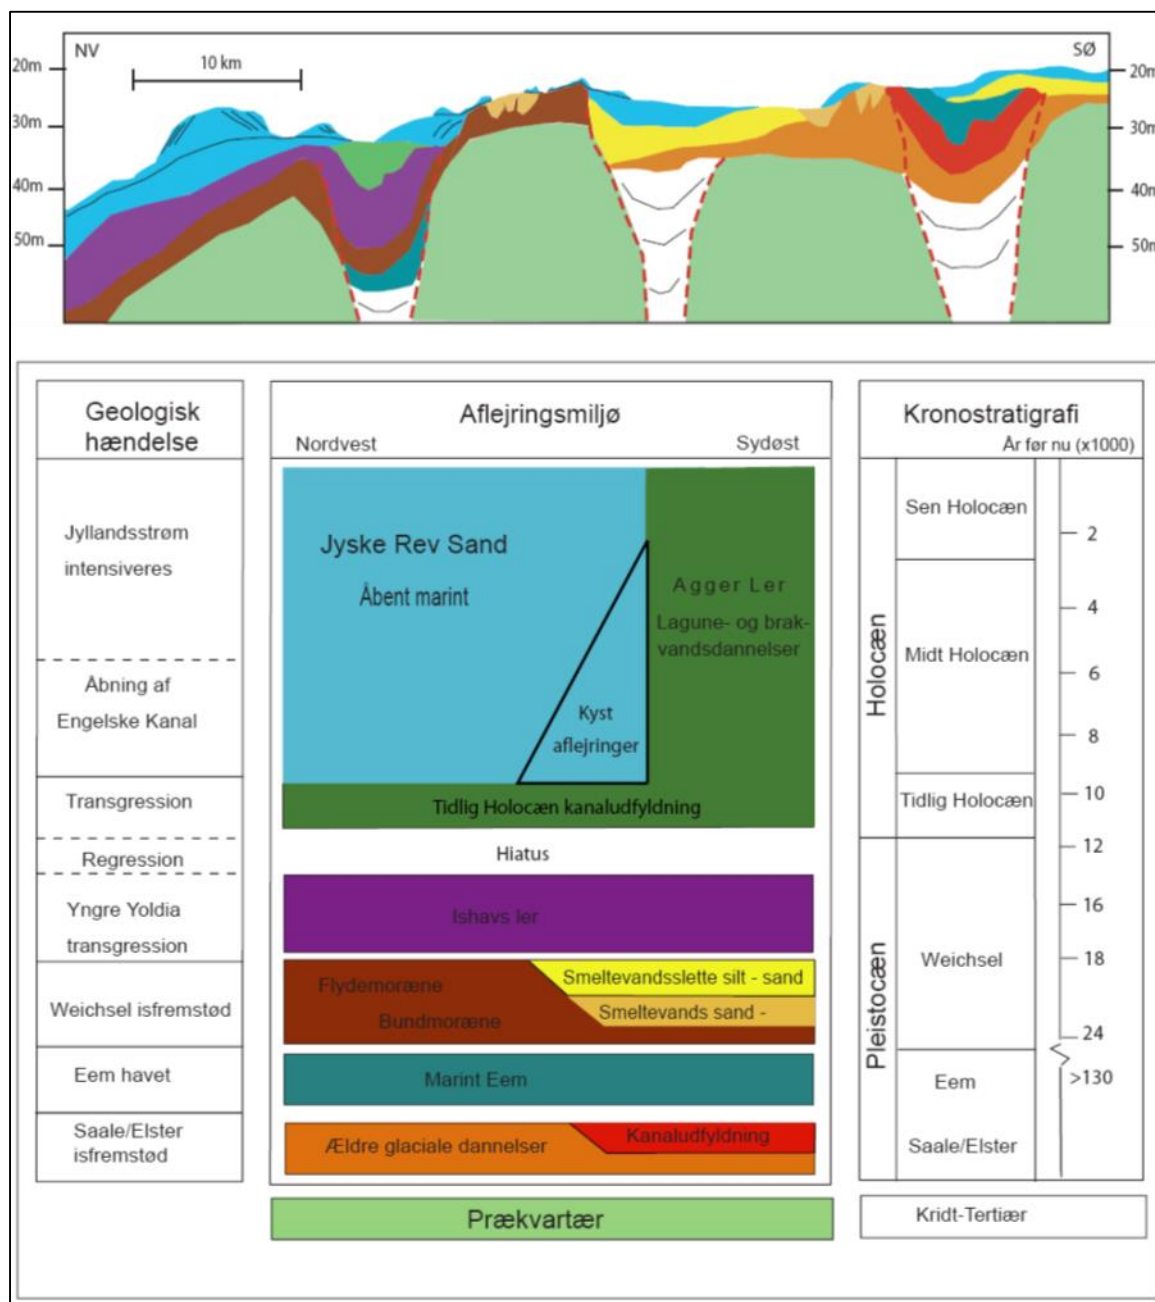 NV
SØ
10 km
20m
30m
40m
50m
20m
30m
40m
50m
Geologisk
hændelse
Jyllandsstrøm
intensiveres
Åbning af
Engelske Kanal
Transgression
Regression
Yngre Yoldia
transgression
Weichsel isfremstød
Eem havet
Saale/Elster
isfremstød
Aflejringsmiljø
Nordvest
Sydøst
Jyske Rev Sand
Åbent marint
Agger Ler
Lagune- og brak-
vandsdannelser
Kyst
aflejringer
Tidlig Holocæn kanaludfyldning
Hiatus
Ishavs ler
Flydemoræne
Bundmoræne
Smeltevandsslette silt - sand
Smeltevands sand -
Marint Eem
Ældre glaciale dannelser
Kanaludfyldning
Prækvartær
Kronostratigrafi
År før nu (x1000)
Holocæn
Sen Holocæn
Midt Holocæn
Tidlig Holocæn
Pleistocæn
Weichsel
Eem
Saale/Elster
2
4
6
8
10
12
16
18
24
>130
Kridt-Tertiær